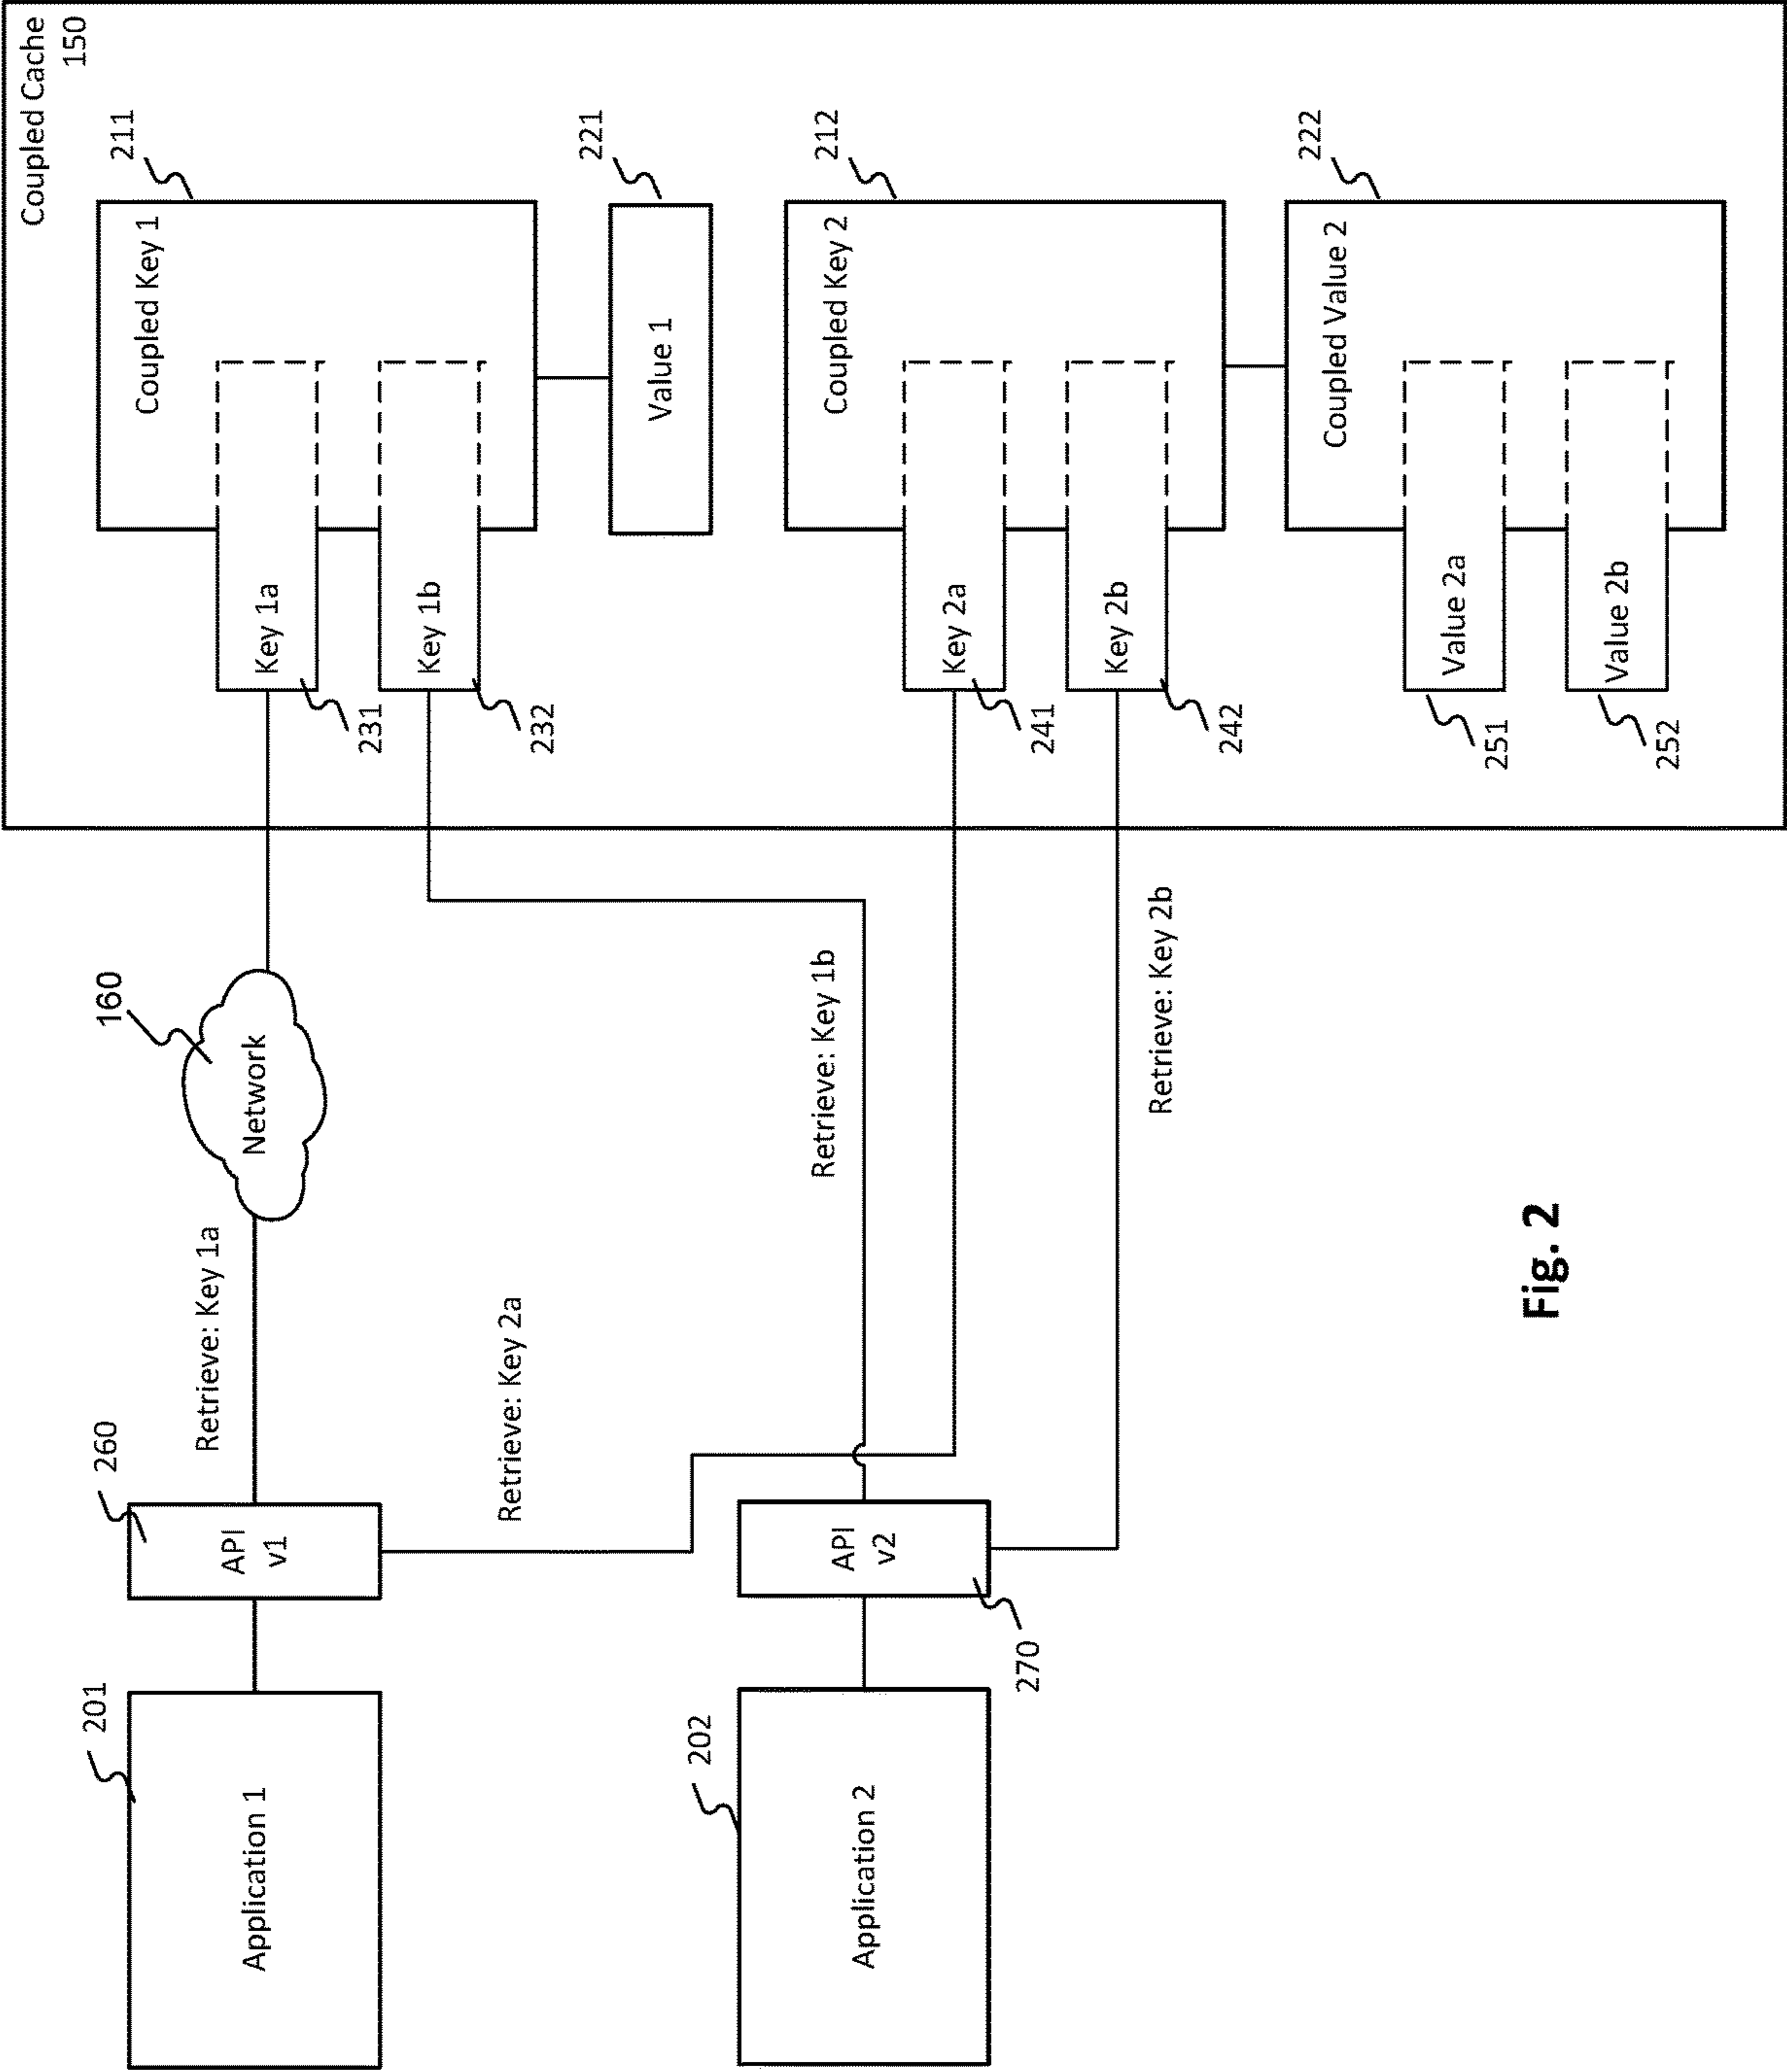 Coupled Cache
150
211
Coupled Key 1
Key 1a
231
Key 1b
232
221
Value 1
212
Coupled Key 2
Key 2a
241
Key 2b
242
222
Coupled Value 2
Value 2a
251
Value 2b
252
160
Network
Retrieve: Key 1a
Retrieve: Key 2a
Retrieve: Key 1b
Retrieve: Key 2b
260
API
v1
API
v2
270
201
Application 1
202
Application 2
Fig. 2